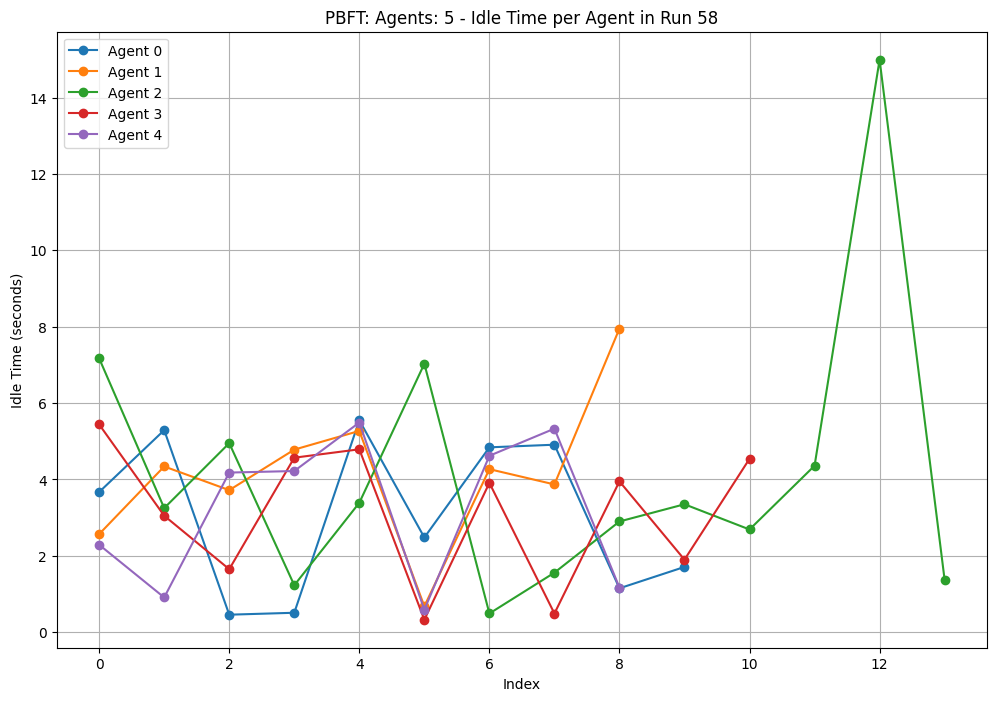 PBFT: Agents: 5 - Idle Time per Agent in Run 58
Agent 0
Agent 1
Agent 2
Agent 3
Agent 4
Idle Time (seconds)
14
12
10
8
6
4
2
0
0 2 4 6 8 10 12
Index